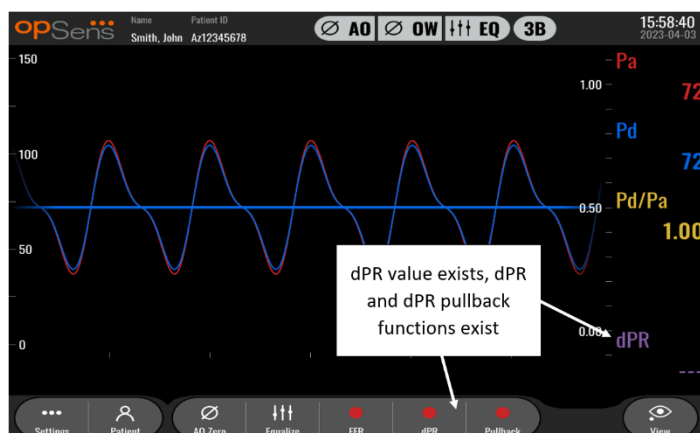 opSens
Name
Smith, John
Patient ID
Az12345678
AO
OW
EQ
3B
15:58:40
2023-04-03
150
100
50
0
1.00
0.50
0.00
Pa
72
Pd
72
Pd/Pa
1.00
dPR
---
dPR value exists, dPR
and dPR pullback
functions exist
Settings
Patient
AO Zero
Equalize
FFR
dPR
Pullback
View